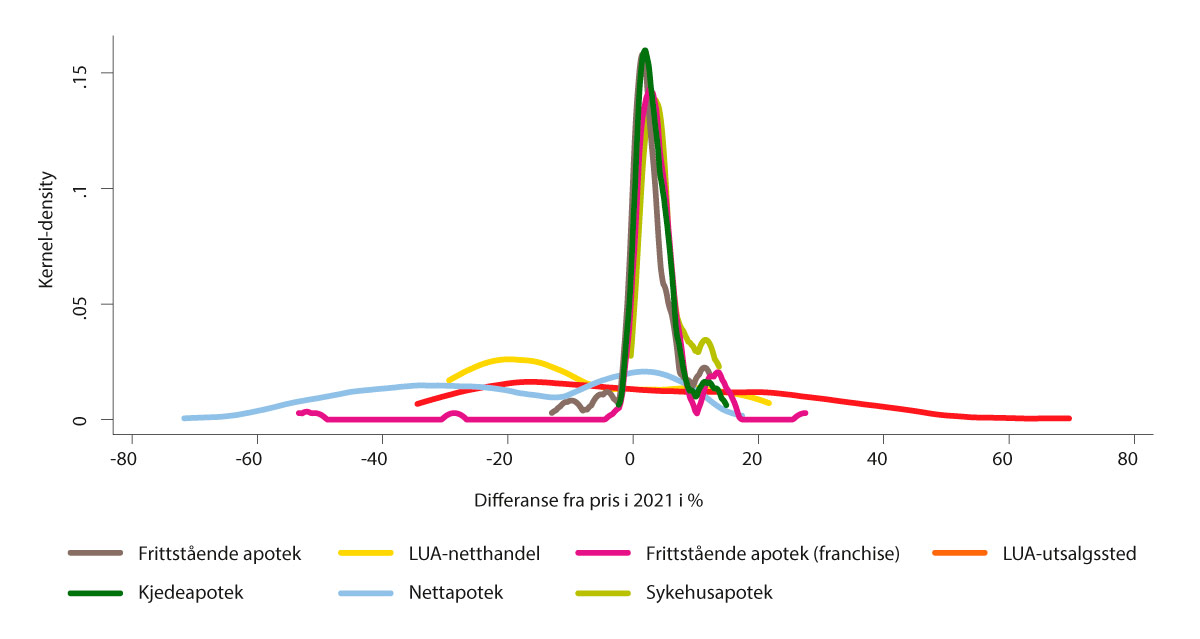 Kernel-density
.15
.1
.05
0
-80 -60 -40 -20 0 20 40 60 80
Differanse fra pris i 2021 i %
Frittstående apotek LUA-netthandel Frittstående apotek (franchise) LUA-utsalgssted
Kjedeapotek Nettapotek Sykehusapotek